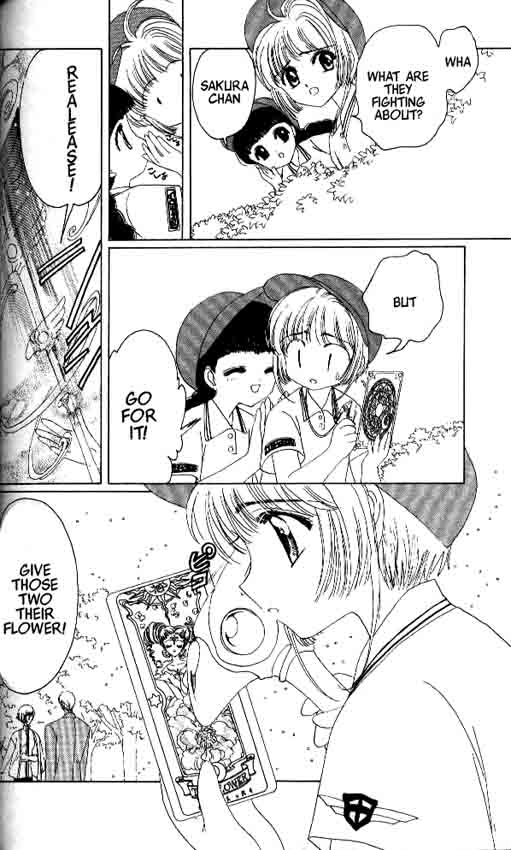 WHA
WHAT ARE
THEY
FIGHTING
ABOUT?
SAKURA
CHAN
BUT
GO
FOR
IT!
REALEASE!
GIVE
THOSE
TWO
THEIR
FLOWER!